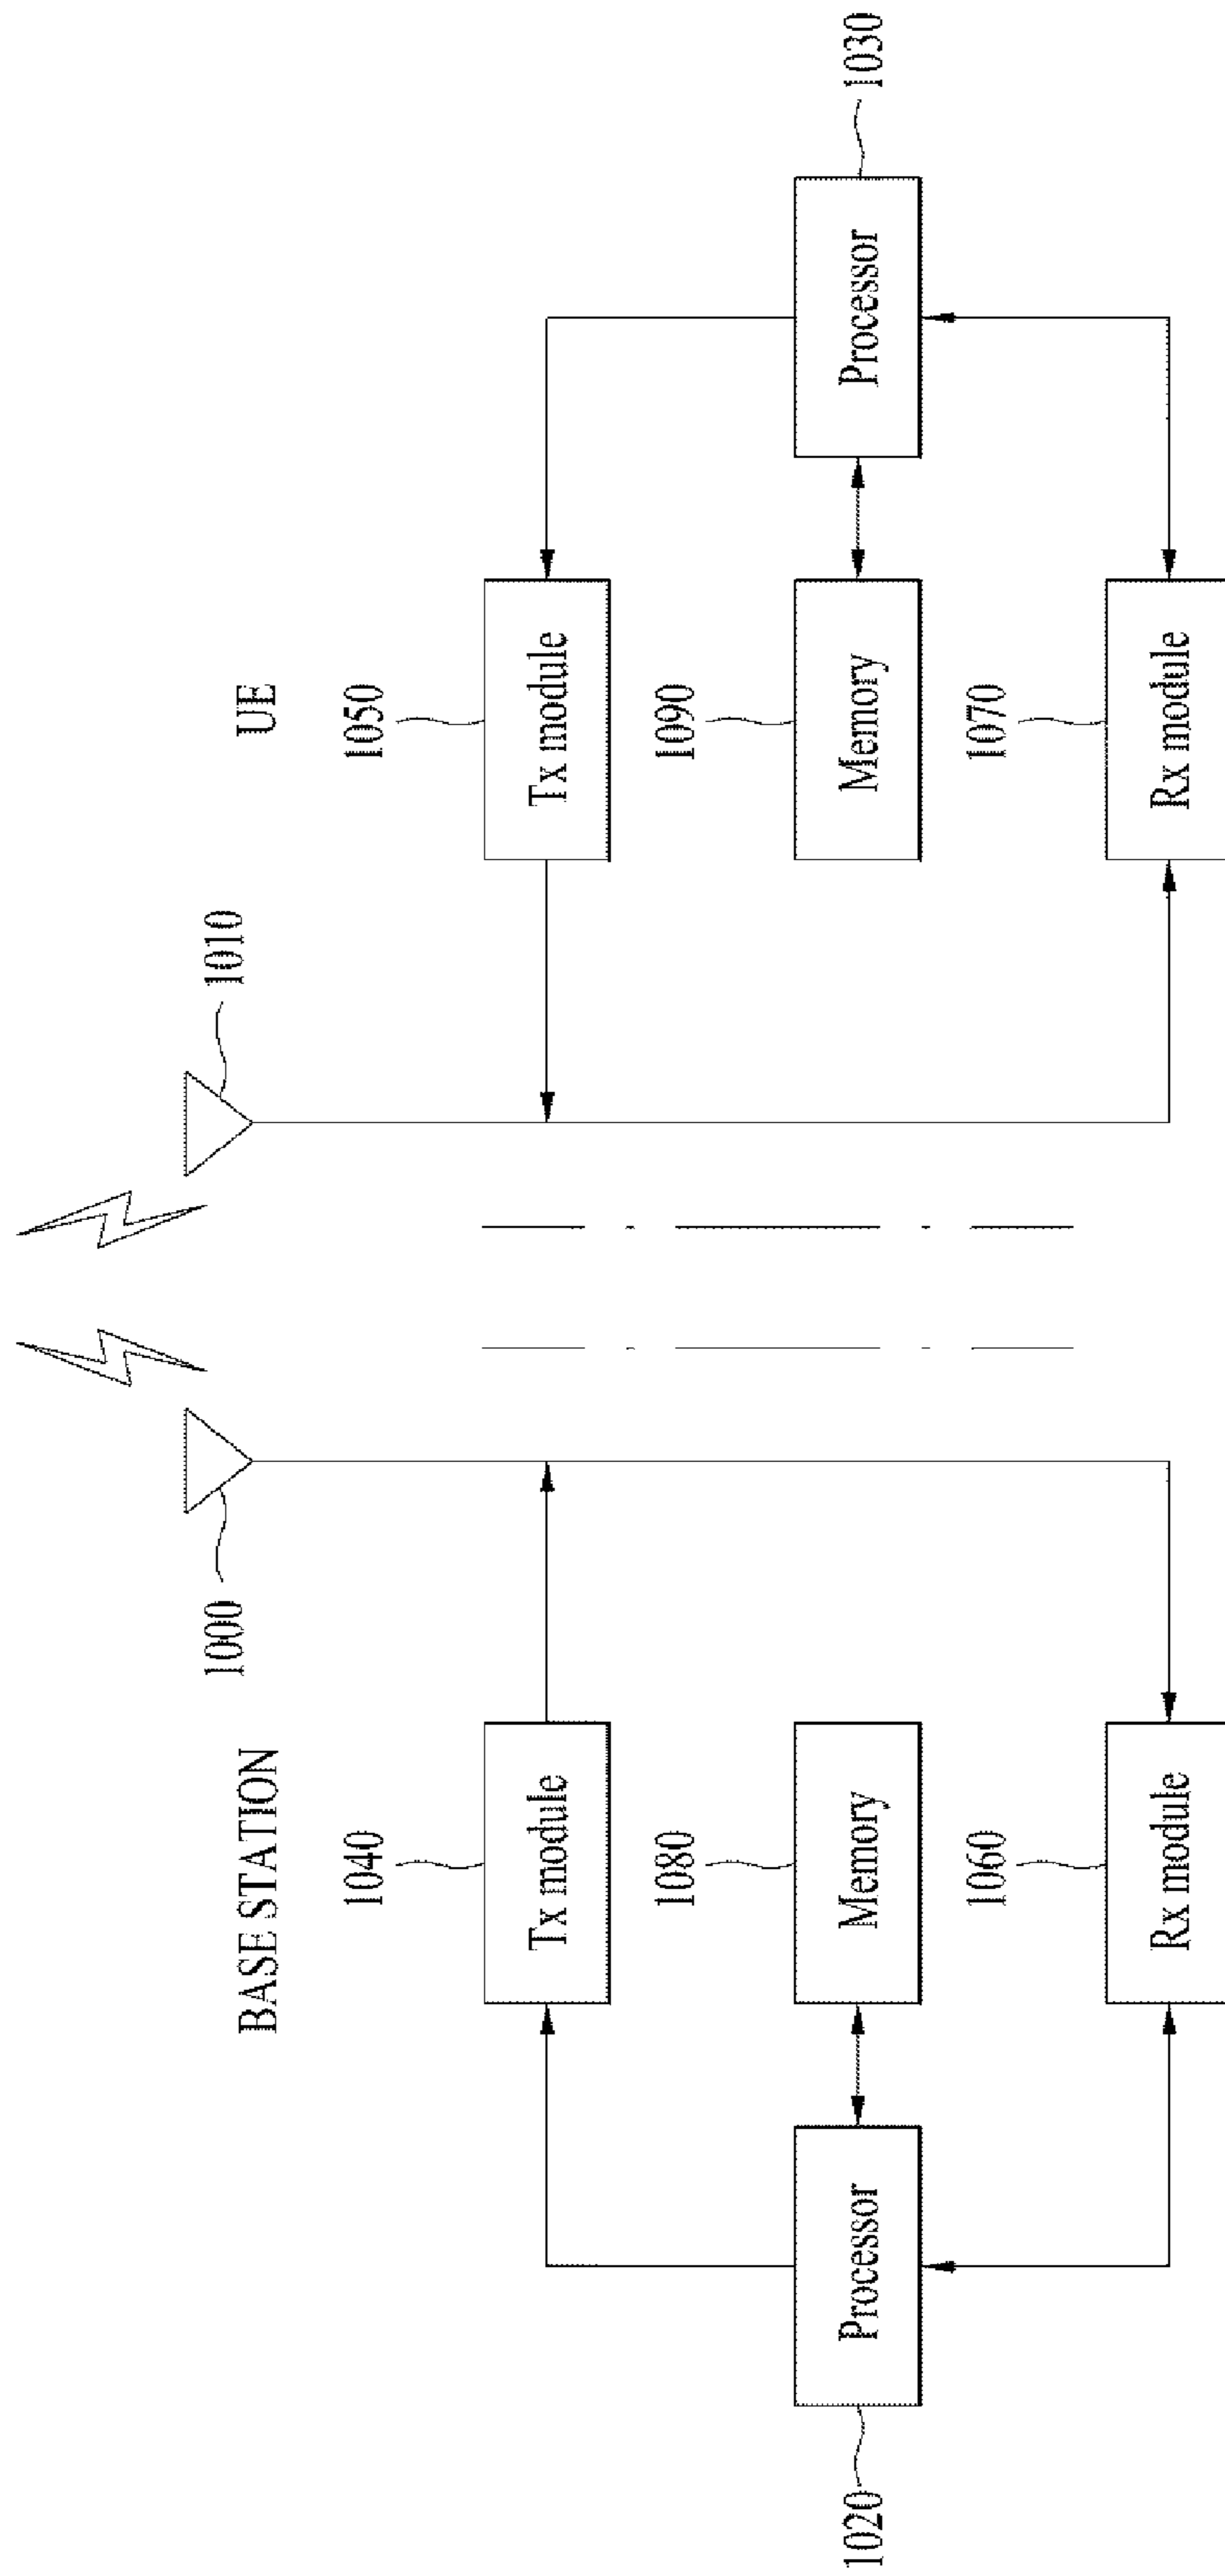 BASE STATION
UE
1000
1010
1040
Tx module
1050
Tx module
1080
Memory
1090
Memory
1020
Processor
Processor
1030
1060
Rx module
1070
Rx module